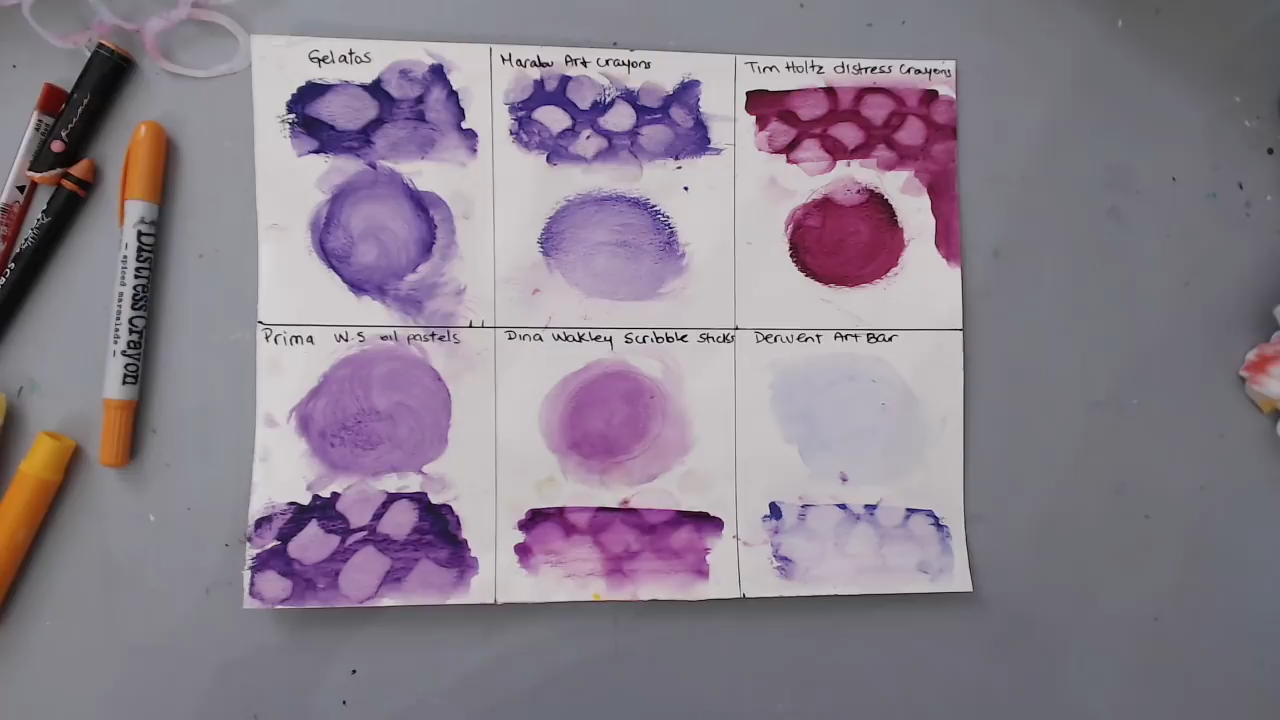 Gelatos
Marabu Art Crayons
Tim Holtz distress Crayons
Prima W.S oil pastels
Dina Wakley Scribble Sticks
Derwent Art Bar
Distress Crayon
- spiced marmalade -
Prima